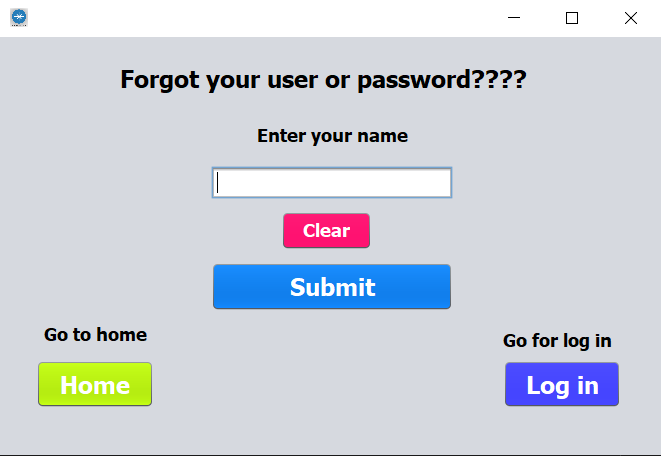 Forgot your user or password????
Enter your name
Clear
Submit
Go to home
Go for log in
Home
Log in